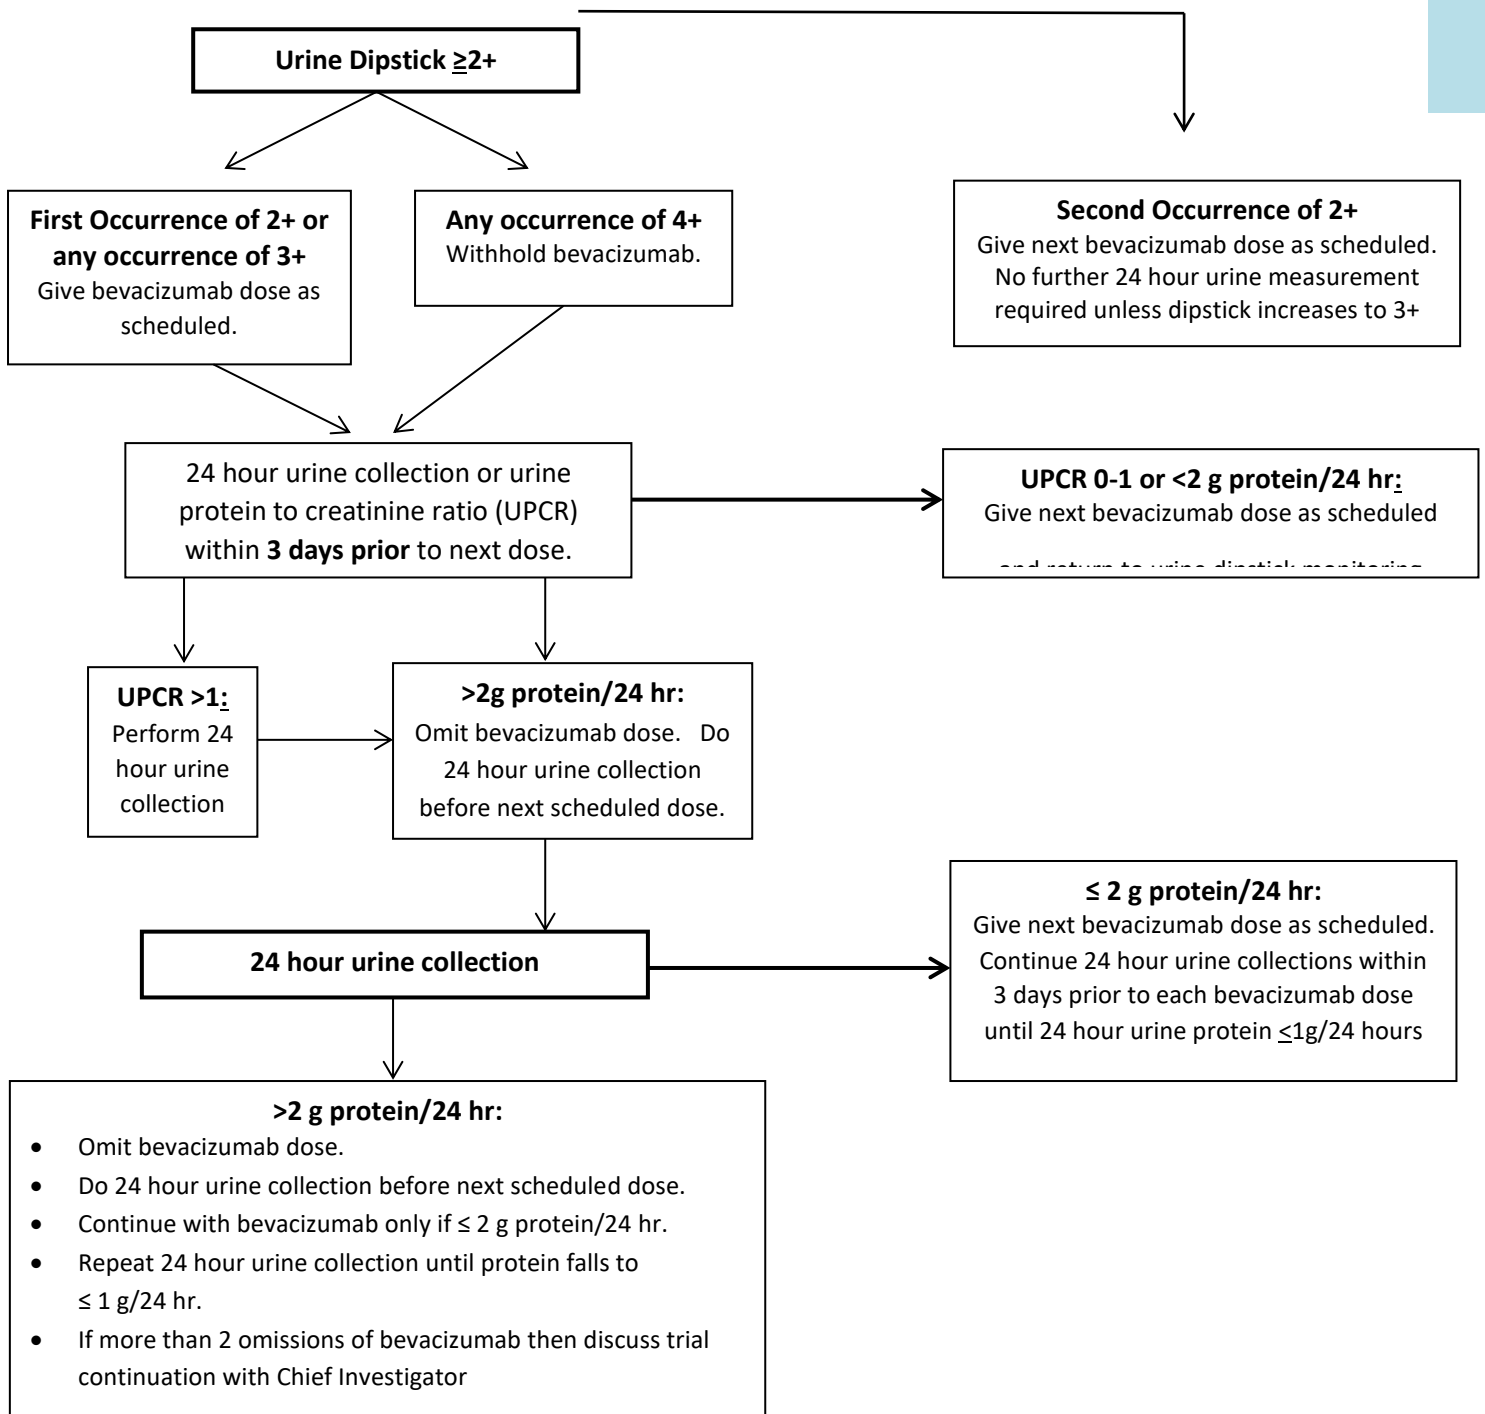 Urine Dipstick ≥2+
First Occurrence of 2+ or
any occurrence of 3+
Give bevacizumab dose as
scheduled.
Any occurrence of 4+
Withhold bevacizumab.
Second Occurrence of 2+
Give next bevacizumab dose as scheduled.
No further 24 hour urine measurement
required unless dipstick increases to 3+
24 hour urine collection or urine
protein to creatinine ratio (UPCR)
within 3 days prior to next dose.
UPCR 0-1 or <2 g protein/24 hr:
Give next bevacizumab dose as scheduled
and return to urine dipstick monitoring
UPCR >1:
Perform 24
hour urine
collection
>2g protein/24 hr:
Omit bevacizumab dose. Do
24 hour urine collection
before next scheduled dose.
24 hour urine collection
≤ 2 g protein/24 hr:
Give next bevacizumab dose as scheduled.
Continue 24 hour urine collections within
3 days prior to each bevacizumab dose
until 24 hour urine protein ≤1g/24 hours
>2 g protein/24 hr:
• Omit bevacizumab dose.
• Do 24 hour urine collection before next scheduled dose.
• Continue with bevacizumab only if ≤ 2 g protein/24 hr.
• Repeat 24 hour urine collection until protein falls to
≤ 1 g/24 hr.
• If more than 2 omissions of bevacizumab then discuss trial
continuation with Chief Investigator